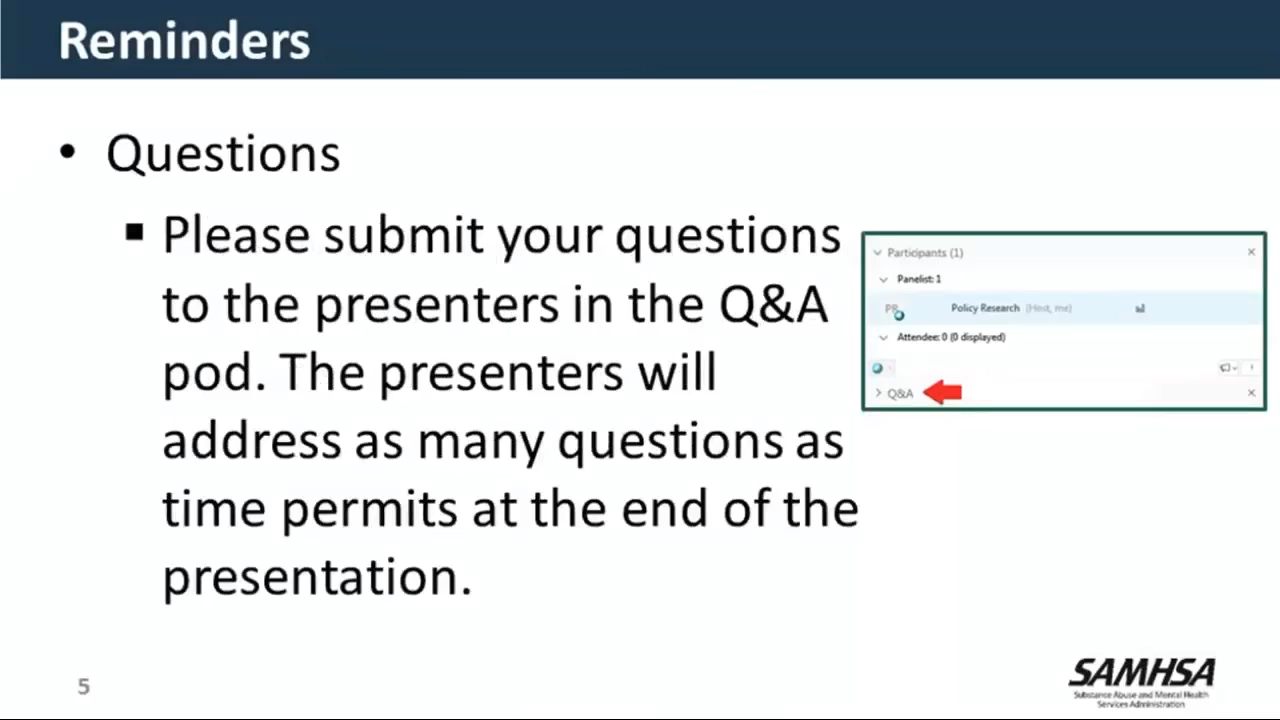 Reminders
• Questions
▪ Please submit your questions
to the presenters in the Q&A
pod. The presenters will
address as many questions as
time permits at the end of the
presentation.
Participants (1)
Panelist: 1
Policy Research (Host, me)
Attendee: 0 (0 displayed)
Q&A
5
SAMHSA
Substance Abuse and Mental Health
Services Administration